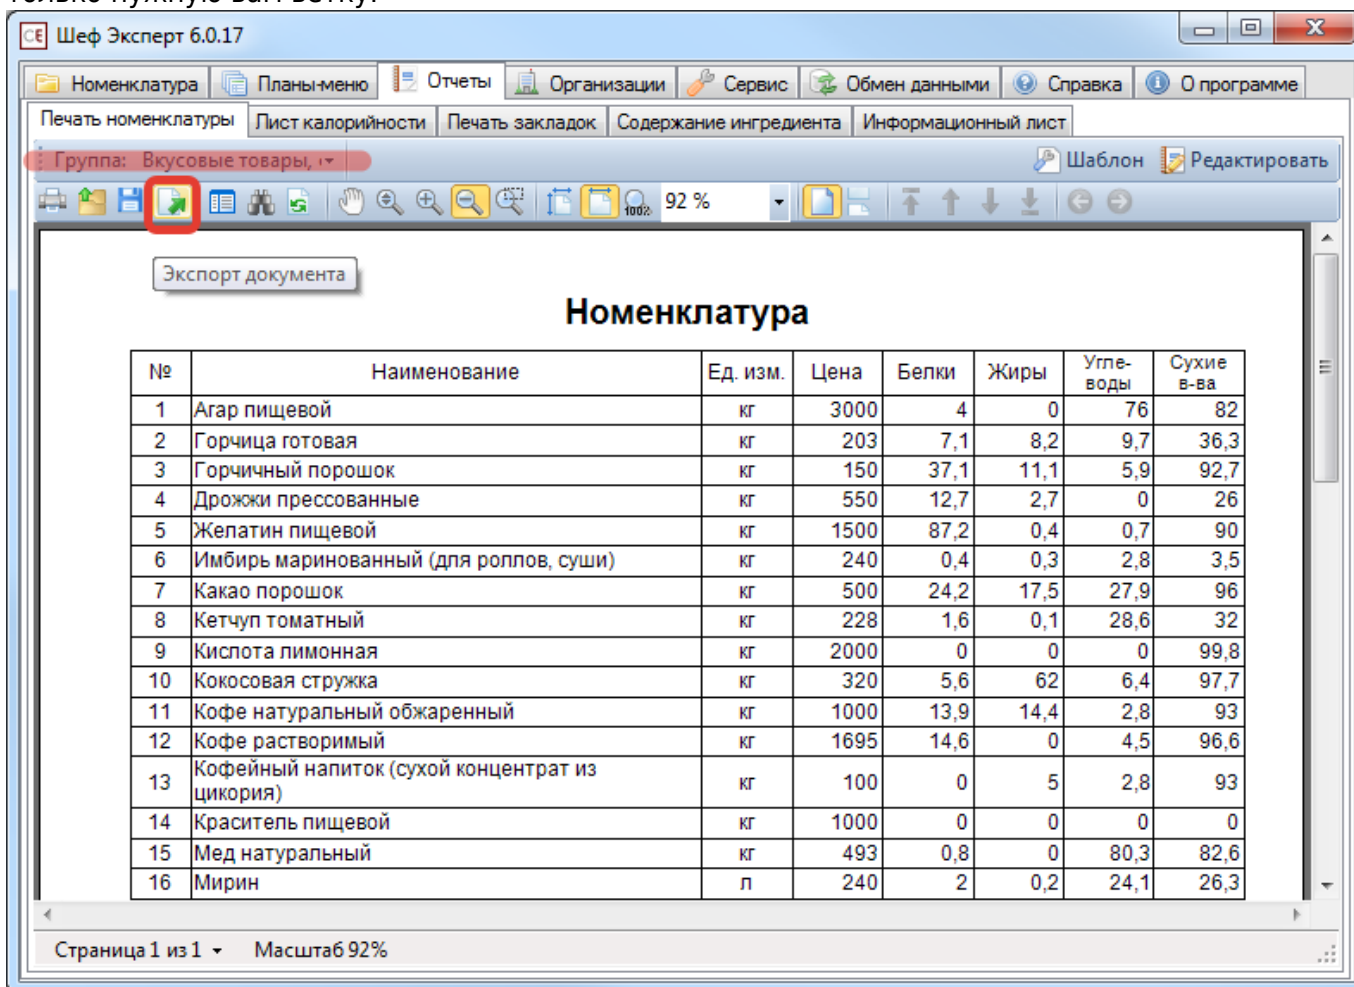 только нужную вам ветку.
Шеф Эксперт 6.0.17
Номенклатура Планы-меню Отчеты Организации Сервис Обмен данными Справка О программе
Печать номенклатуры Лист калорийности Печать закладок Содержание ингредиента Информационный лист
Группа: Вкусовые товары, Шаблон Редактировать
100% 92 %
Экспорт документа
Номенклатура
№ Наименование Ед. изм. Цена Белки Жиры Угле-воды Сухие в-ва
1 Агар пищевой кг 3000 4 0 76 82
2 Горчица готовая кг 203 7,1 8,2 9,7 36,3
3 Горчичный порошок кг 150 37,1 11,1 5,9 92,7
4 Дрожжи прессованные кг 550 12,7 2,7 0 26
5 Желатин пищевой кг 1500 87,2 0,4 0,7 90
6 Имбирь маринованный (для роллов, суши) кг 240 0,4 0,3 2,8 3,5
7 Какао порошок кг 500 24,2 17,5 27,9 96
8 Кетчуп томатный кг 228 1,6 0,1 28,6 32
9 Кислота лимонная кг 2000 0 0 0 99,8
10 Кокосовая стружка кг 320 5,6 62 6,4 97,7
11 Кофе натуральный обжаренный кг 1000 13,9 14,4 2,8 93
12 Кофе растворимый кг 1695 14,6 0 4,5 96,6
13 Кофейный напиток (сухой концентрат из
цикория) кг 100 0 5 2,8 93
14 Краситель пищевой кг 1000 0 0 0 0
15 Мед натуральный кг 493 0,8 0 80,3 82,6
16 Мирин л 240 2 0,2 24,1 26,3
Страница 1 из 1 Масштаб 92%